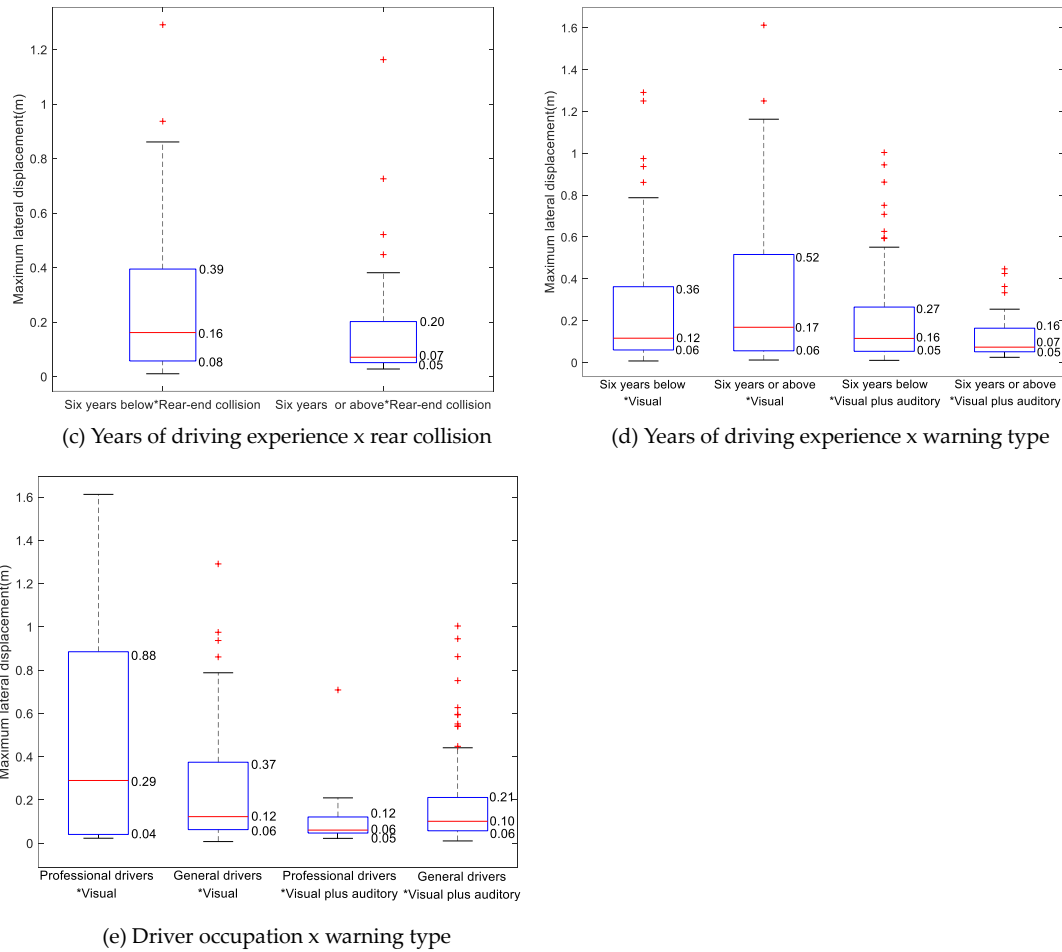 Maximum lateral displacement(m)
1.2
1
0.8
0.6
0.4
0.2
0
0.39
0.16
0.08
0.20
0.07
0.05
Six years below*Rear-end collision
Six years or above*Rear-end collision
(c) Years of driving experience x rear collision
Maximum lateral displacement(m)
1.6
1.4
1.2
1
0.8
0.6
0.4
0.2
0
0.36
0.12
0.06
0.52
0.17
0.06
0.27
0.16
0.05
0.16
0.07
0.05
Six years below
*Visual
Six years or above
*Visual
Six years below
*Visual plus auditory
Six years or above
*Visual plus auditory
(d) Years of driving experience x warning type
Maximum lateral displacement(m)
1.6
1.4
1.2
1
0.8
0.6
0.4
0.2
0
0.88
0.29
0.04
0.37
0.12
0.06
0.12
0.06
0.05
0.21
0.10
0.06
Professional drivers
*Visual
General drivers
*Visual
Professional drivers
*Visual plus auditory
General drivers
*Visual plus auditory
(e) Driver occupation x warning type